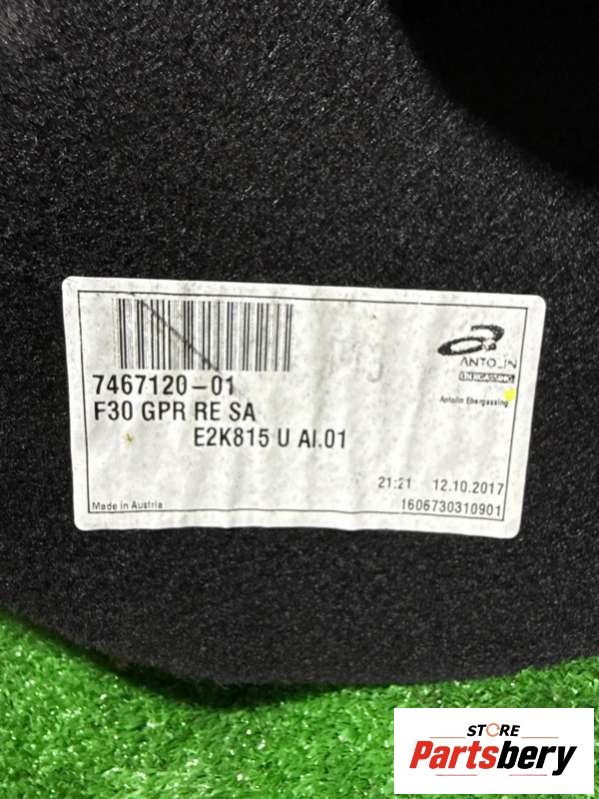 ANTOLIN
EBERGASSING
Antolin Ebergassing
7467120-01
F30 GPR RE SA
E2K815 U AI.01
21:21 12.10.2017
Made in Austria
1606730310901
STORE
Partsbery